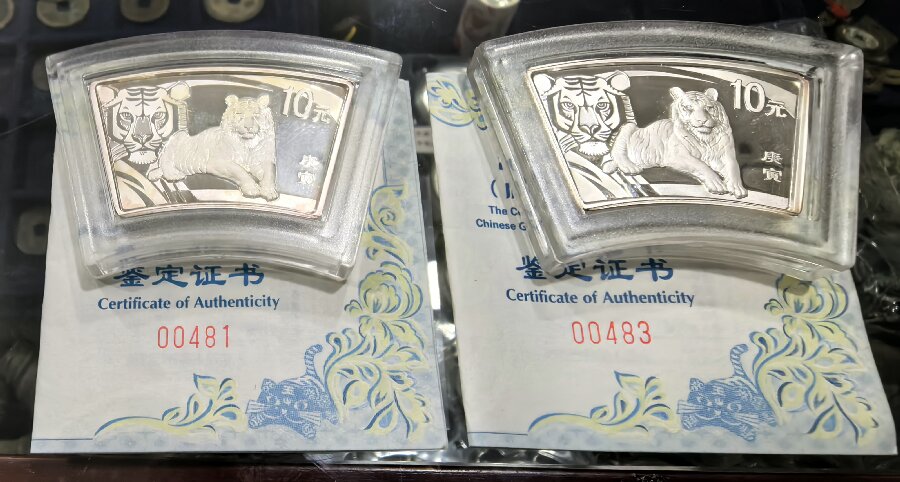 10元
庚寅
鉴定证书
Certificate of Authenticity
00481
10元
庚寅
The C
Chinese G
鉴定证书
Certificate of Authenticity
00483